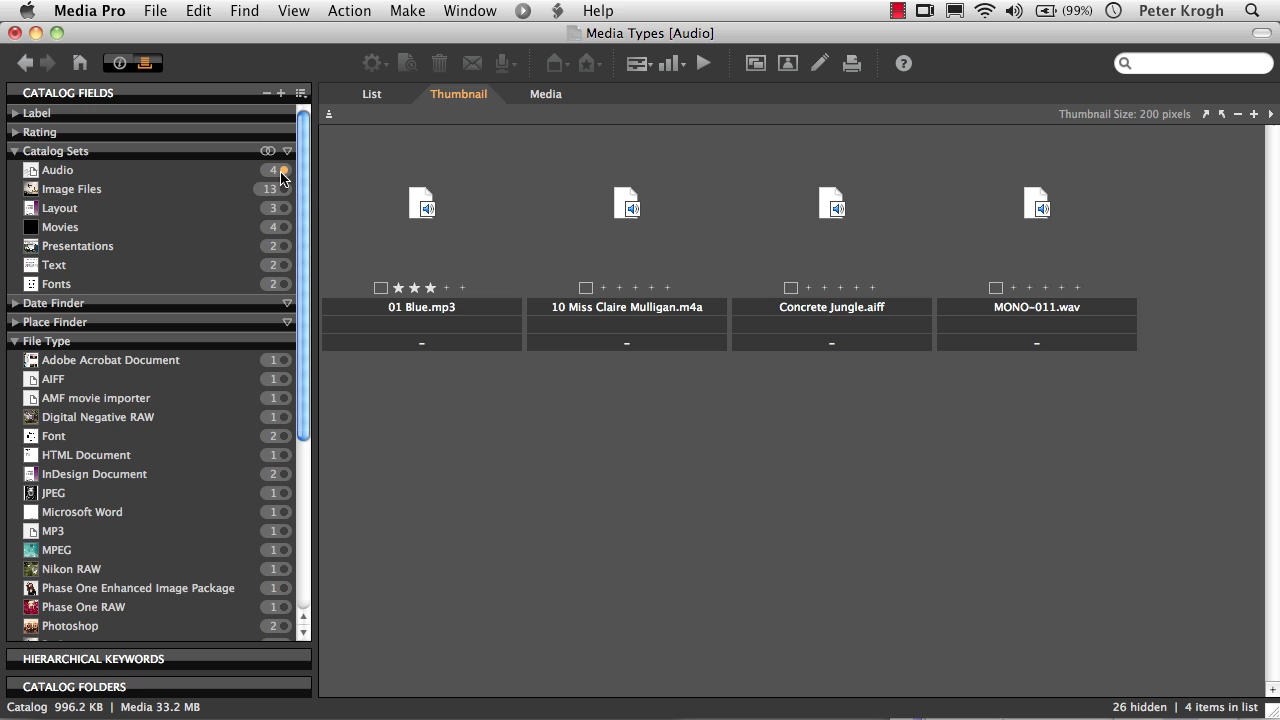 Media Pro File Edit Find View Action Make Window Help (99%) Peter Krogh
Media Types [Audio]
CATALOG FIELDS
Label
Rating
Catalog Sets
Audio 4
Image Files 13
Layout 3
Movies 4
Presentations 2
Text 2
Fonts 2
Date Finder
Place Finder
File Type
Adobe Acrobat Document 1
AIFF 1
AMF movie importer 1
Digital Negative RAW 1
Font 2
HTML Document 1
InDesign Document 2
JPEG 1
Microsoft Word 1
MP3 1
MPEG 1
Nikon RAW 1
Phase One Enhanced Image Package 1
Phase One RAW 1
Photoshop 2
HIERARCHICAL KEYWORDS
CATALOG FOLDERS
List Thumbnail Media
Thumbnail Size: 200 pixels
01 Blue.mp3
–
10 Miss Claire Mulligan.m4a
–
Concrete Jungle.aiff
–
MONO-011.wav
–
Catalog 996.2 KB | Media 33.2 MB
26 hidden | 4 items in list